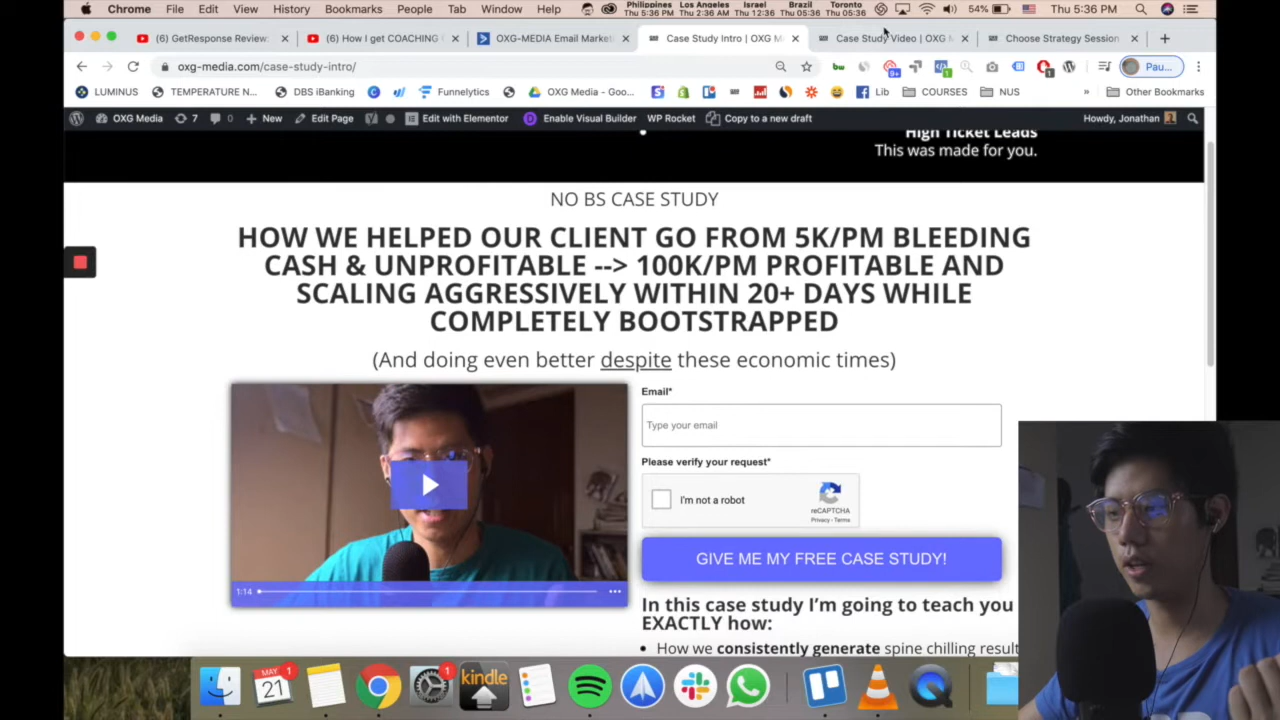 Chrome File Edit View History Bookmarks People Tab Window Help
Philippines Los Angeles Israel Brazil Toronto
Thu 5:36 PM Thu 2:36 AM Thu 12:36 Thu 05:36 Thu 05:36
54% Thu 5:36 PM
(6) GetResponse Review: (6) How I get COACHING C OXG-MEDIA Email Market Case Study Intro | OXG M Case Study Video | OXG M Choose Strategy Session
oxg-media.com/case-study-intro/ bw 9+ 1 1 Pau...
LUMINUS TEMPERATURE N... DBS iBanking Funnelytics OXG Media - Goo... Lib COURSES NUS » Other Bookmarks
OXG Media 7 0 New Edit Page Edit with Elementor Enable Visual Builder WP Rocket Copy to a new draft Howdy, Jonathan
High Ticket Leads
This was made for you.
NO BS CASE STUDY
HOW WE HELPED OUR CLIENT GO FROM 5K/PM BLEEDING
CASH & UNPROFITABLE --> 100K/PM PROFITABLE AND
SCALING AGGRESSIVELY WITHIN 20+ DAYS WHILE
COMPLETELY BOOTSTRAPPED
(And doing even better despite these economic times)
Email*
Type your email
Please verify your request*
I'm not a robot
reCAPTCHA
Privacy - Terms
GIVE ME MY FREE CASE STUDY!
1:14
In this case study I'm going to teach you
EXACTLY how:
• How we consistently generate spine chilling result
MAY 1
21
1
kindle